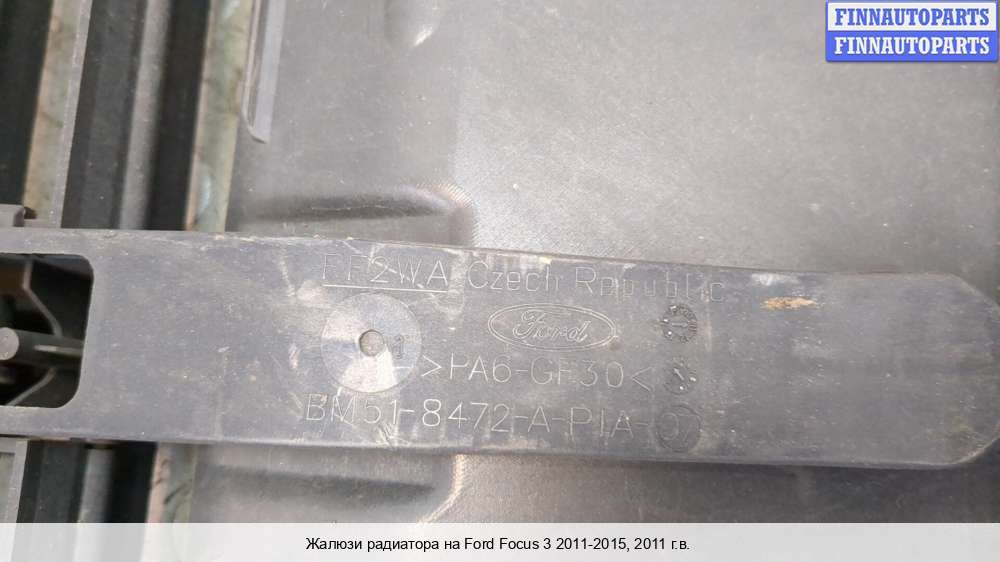 FINNAUTOPARTS
FINNAUTOPARTS
FF2WA Czech Republic
Ford
>PA6-GF30<
BM51-8472-A-PIA-
Жалюзи радиатора на Ford Focus 3 2011-2015, 2011 г.в.